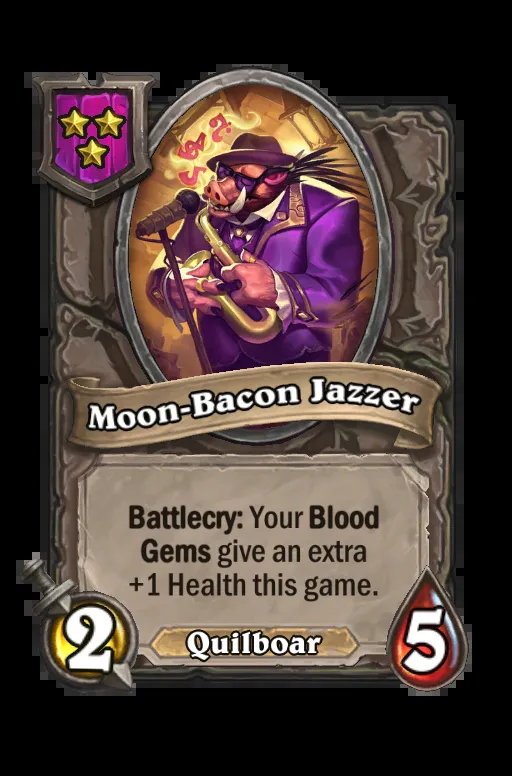 Moon-Bacon Jazzer
Battlecry: Your Blood
Gems give an extra
+1 Health this game.
2
Quilboar
5